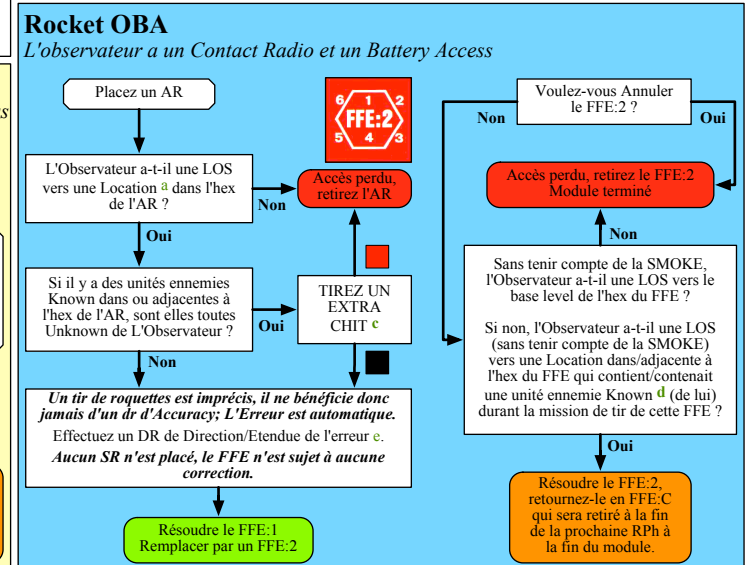 Rocket OBA
L'observateur a un Contact Radio et un Battery Access
Placez un AR
L'Observateur a-t-il une LOS
vers une Location a dans l'hex
de l'AR ?
Non
Oui
Accès perdu,
retirez l'AR
6 1 2
FFE:2
5 4 3
Si il y a des unités ennemies
Known dans ou adjacentes à
l'hex de l'AR, sont elles toutes
Unknown de L'Observateur ?
Oui
Non
TIREZ UN
EXTRA
CHIT c
Un tir de roquettes est imprécis, il ne bénéficie donc
jamais d'un dr d'Accuracy; L'Erreur est automatique.
Effectuez un DR de Direction/Etendue de l'erreur e.
Aucun SR n'est placé, le FFE n'est sujet à aucune
correction.
Résoudre le FFE:1
Remplacer par un FFE:2
Voulez-vous Annuler
le FFE:2 ?
Non
Oui
Accès perdu, retirez le FFE:2
Module terminé
Non
Sans tenir compte de la SMOKE,
l'Observateur a-t-il une LOS vers le
base level de l'hex du FFE ?
Si non, l'Observateur a-t-il une LOS
(sans tenir compte de la SMOKE)
vers une Location dans/adjacente à
l'hex du FFE qui contient/contenait
une unité ennemie Known d (de lui)
durant la mission de tir de cette FFE ?
Oui
Résoudre le FFE:2,
retournez-le en FFE:C
qui sera retiré à la fin
de la prochaine RPh à
la fin du module.